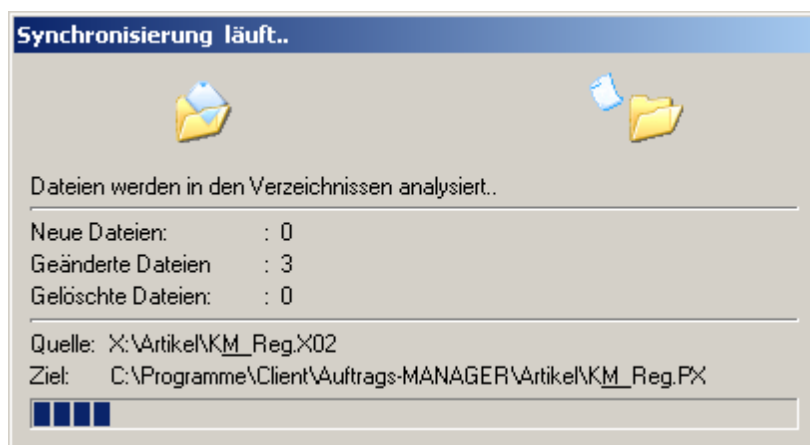 Synchronisierung läuft..
Dateien werden in den Verzeichnissen analysiert..
Neue Dateien: : 0
Geänderte Dateien : 3
Gelöschte Dateien: : 0
Quelle: X:\Artikel\KM_Reg.X02
Ziel: C:\Programme\Client\Auftrags-MANAGER\Artikel\KM_Reg.PX